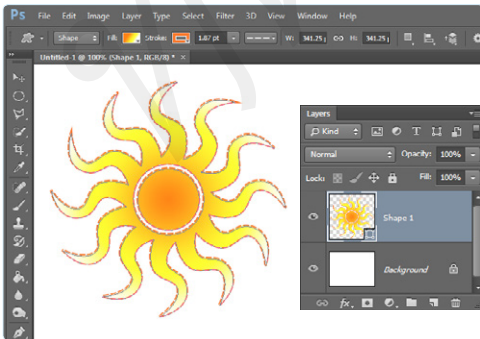 Ps File Edit Image Layer Type Select Filter 3D View Window Help
Shape Fill: Stroke: 1.87 pt W: 341.25 H: 341.25
Untitled-1 @ 100% (Shape 1, RGB/8) * ×
Layers
Kind T
Normal Opacity: 100%
Lock: Fill: 100%
Shape 1
Background
fx